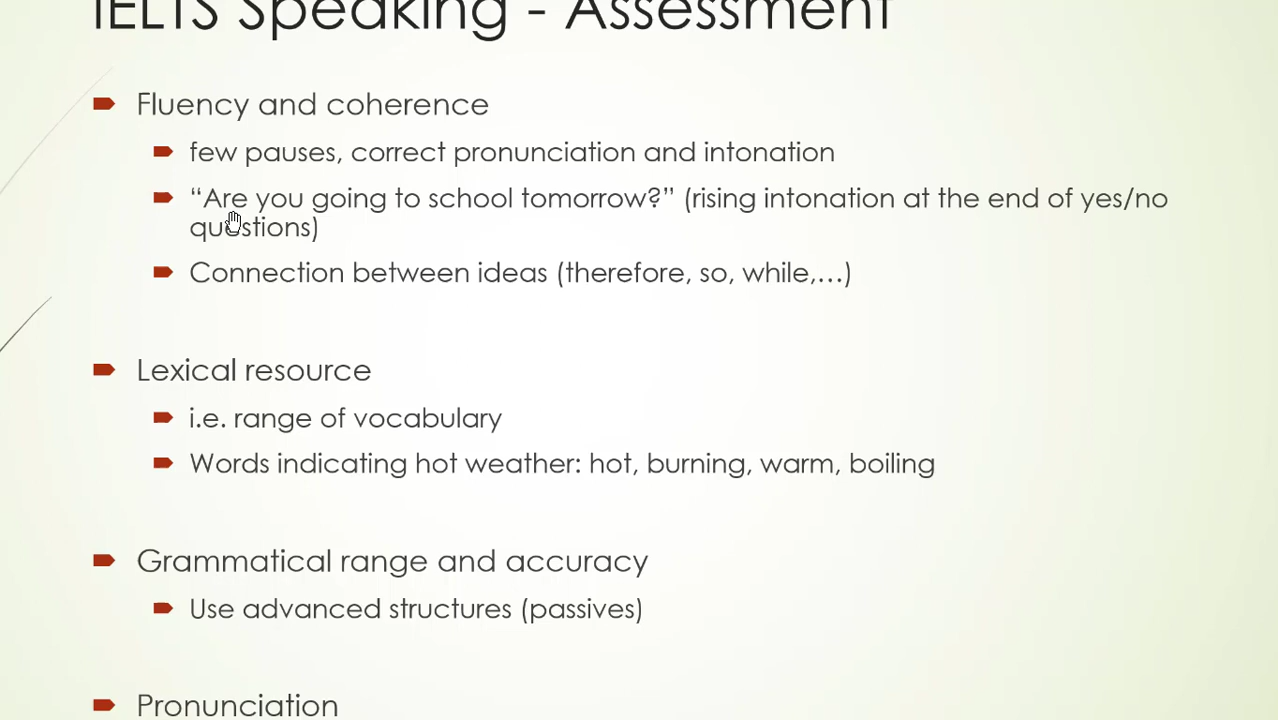 IELTS Speaking - Assessment
Fluency and coherence
few pauses, correct pronunciation and intonation
“Are you going to school tomorrow?” (rising intonation at the end of yes/no
questions)
Connection between ideas (therefore, so, while,…)
Lexical resource
i.e. range of vocabulary
Words indicating hot weather: hot, burning, warm, boiling
Grammatical range and accuracy
Use advanced structures (passives)
Pronunciation